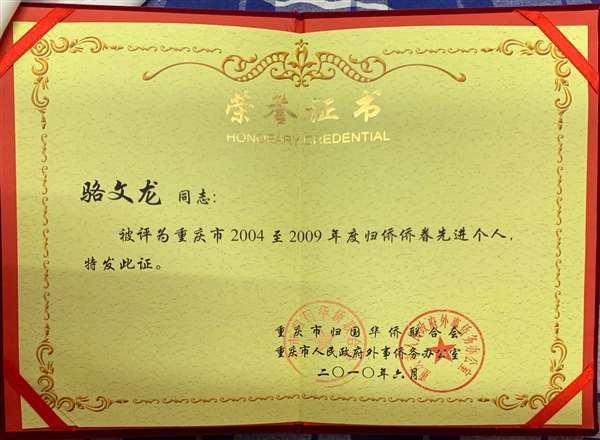 荣誉证书
HONORARY CREDENTIAL
骆文龙 同志：
被评为重庆市2004至2009年度归侨侨眷先进个人，
特发此证。
重庆市归国华侨联合会
重庆市人民政府外事侨务办公室
二〇一〇年六月